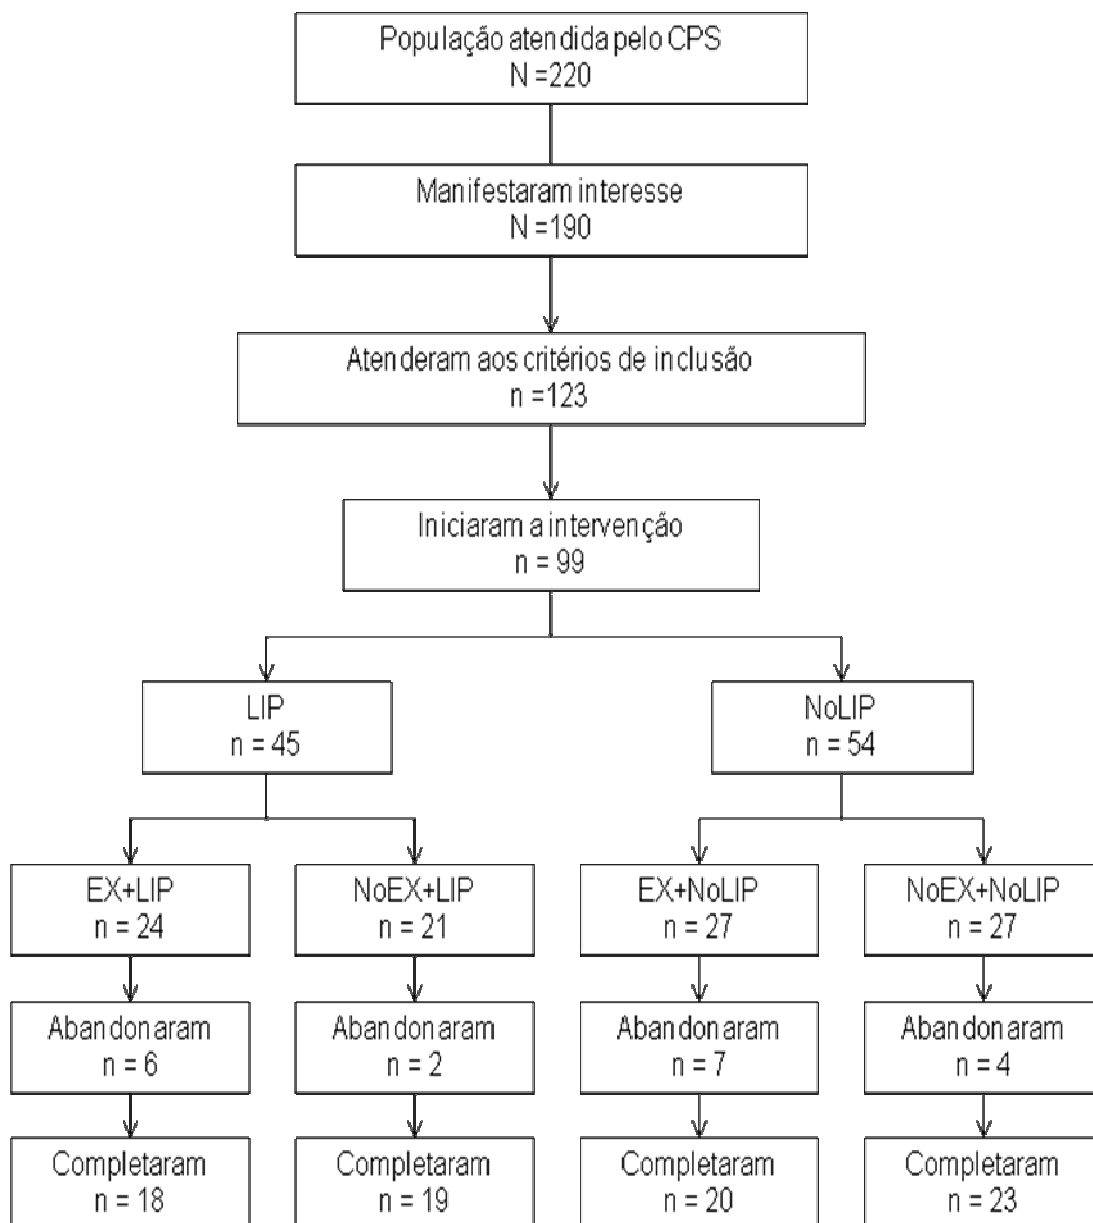 População atendida pelo CPS
N =220
Manifestaram interesse
N =190
Atenderam aos critérios de inclusão
n =123
Iniciaram a intervenção
n = 99
LIP
n = 45
NoLIP
n = 54
EX+LIP
n = 24
NoEX+LIP
n = 21
EX+NoLIP
n = 27
NoEX+NoLIP
n = 27
Abandonaram
n = 6
Abandonaram
n = 2
Abandonaram
n = 7
Abandonaram
n = 4
Completaram
n = 18
Completaram
n = 19
Completaram
n = 20
Completaram
n = 23